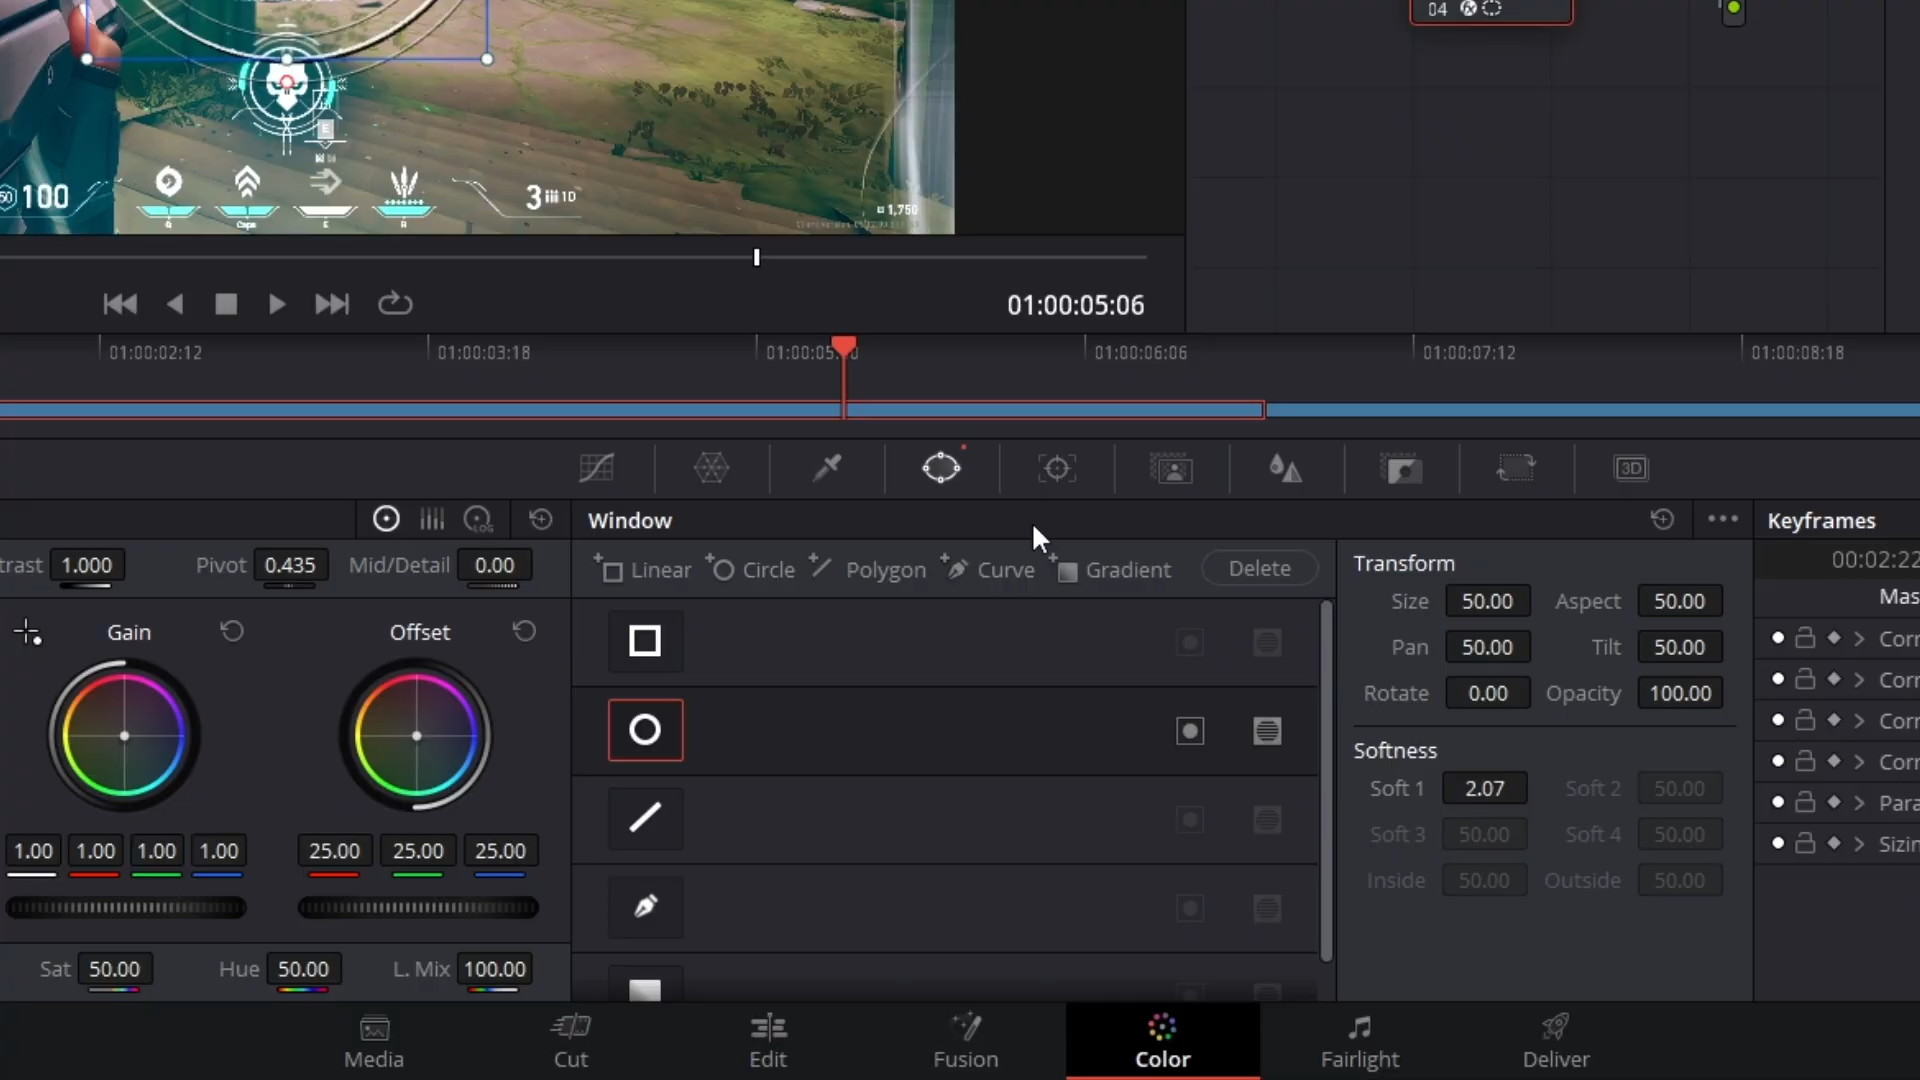 04
E
50 100
3 1D
1,750
Q
E
01:00:05:06
01:00:02:12
01:00:03:18
01:00:06:06
01:00:07:12
01:00:08:18
3D
LOG
Window
Keyframes
trast 1.000 Pivot 0.435 Mid/Detail 0.00
Linear Circle Polygon Curve Gradient Delete
Transform
00:02:22
Size 50.00 Aspect 50.00
Mas
Gain Offset
Pan 50.00 Tilt 50.00
Corr
Rotate 0.00 Opacity 100.00
Corr
Corr
Softness
Corr
Soft 1 2.07 Soft 2 50.00
Para
Soft 3 50.00 Soft 4 50.00
Sizin
1.00 1.00 1.00 1.00 25.00 25.00 25.00
Inside 50.00 Outside 50.00
Sat 50.00 Hue 50.00 L. Mix 100.00
Media Cut Edit Fusion Color Fairlight Deliver